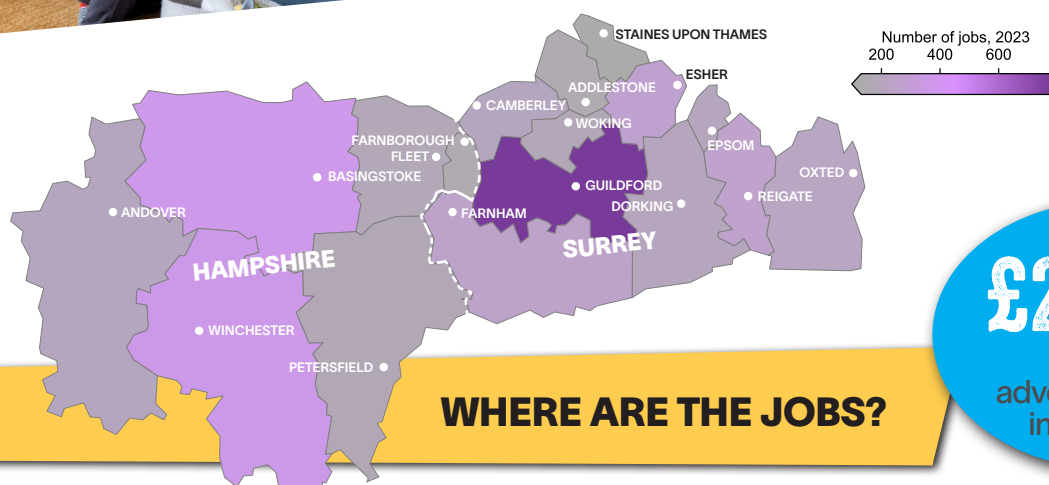 STAINES UPON THAMES
Number of jobs, 2023
200 400 600
ESHER
ADDLESTONE
CAMBERLEY
WOKING
FARNBOROUGH
EPSOM
FLEET
OXTED
BASINGSTOKE
GUILDFORD
REIGATE
DORKING
ANDOVER
FARNHAM
SURREY
HAMPSHIRE
WINCHESTER
PETERSFIELD
WHERE ARE THE JOBS?